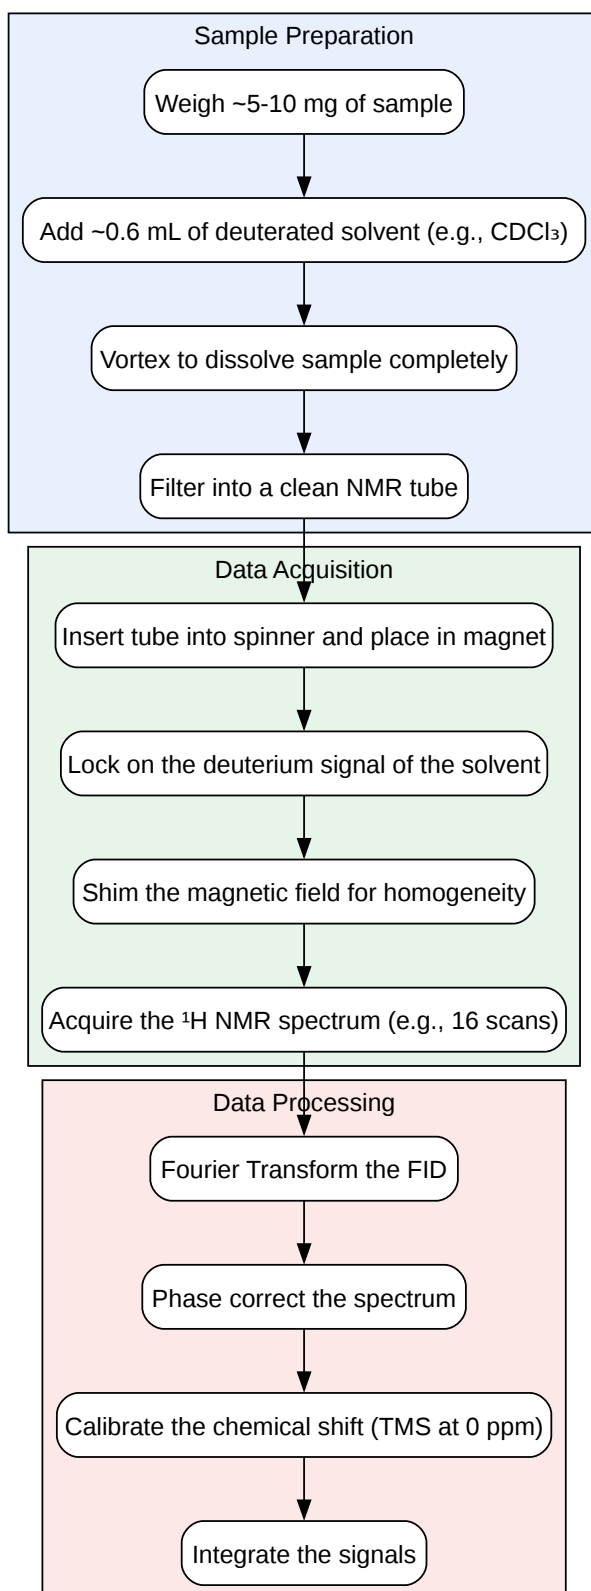 Sample Preparation
Weigh ~5-10 mg of sample
Add ~0.6 mL of deuterated solvent (e.g., CDCl₃)
Vortex to dissolve sample completely
Filter into a clean NMR tube
Data Acquisition
Insert tube into spinner and place in magnet
Lock on the deuterium signal of the solvent
Shim the magnetic field for homogeneity
Acquire the ¹H NMR spectrum (e.g., 16 scans)
Data Processing
Fourier Transform the FID
Phase correct the spectrum
Calibrate the chemical shift (TMS at 0 ppm)
Integrate the signals